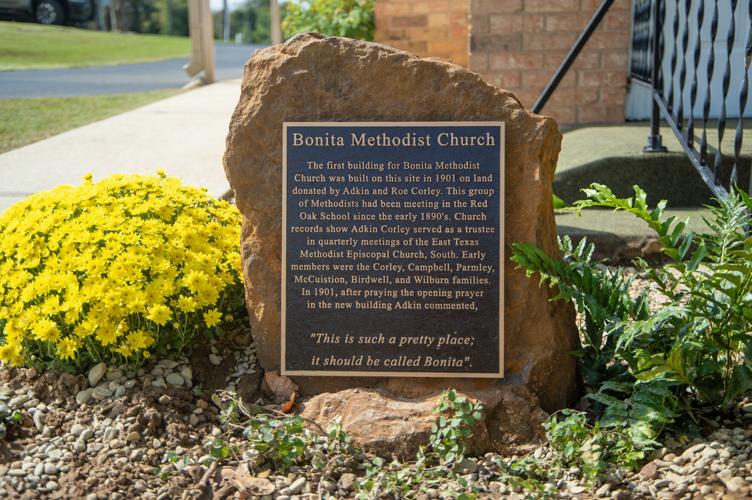 Bonita Methodist Church
The first building for Bonita Methodist
Church was built on this site in 1901 on land
donated by Adkin and Roe Corley. This group
of Methodists had been meeting in the Red
Oak School since the early 1890's. Church
records show Adkin Corley served as a trustee
in quarterly meetings of the East Texas
Methodist Episcopal Church, South. Early
members were the Corley, Campbell, Parmley,
McCuistion, Birdwell, and Wilburn families.
In 1901, after praying the opening prayer
in the new building Adkin commented,
"This is such a pretty place;
it should be called Bonita".